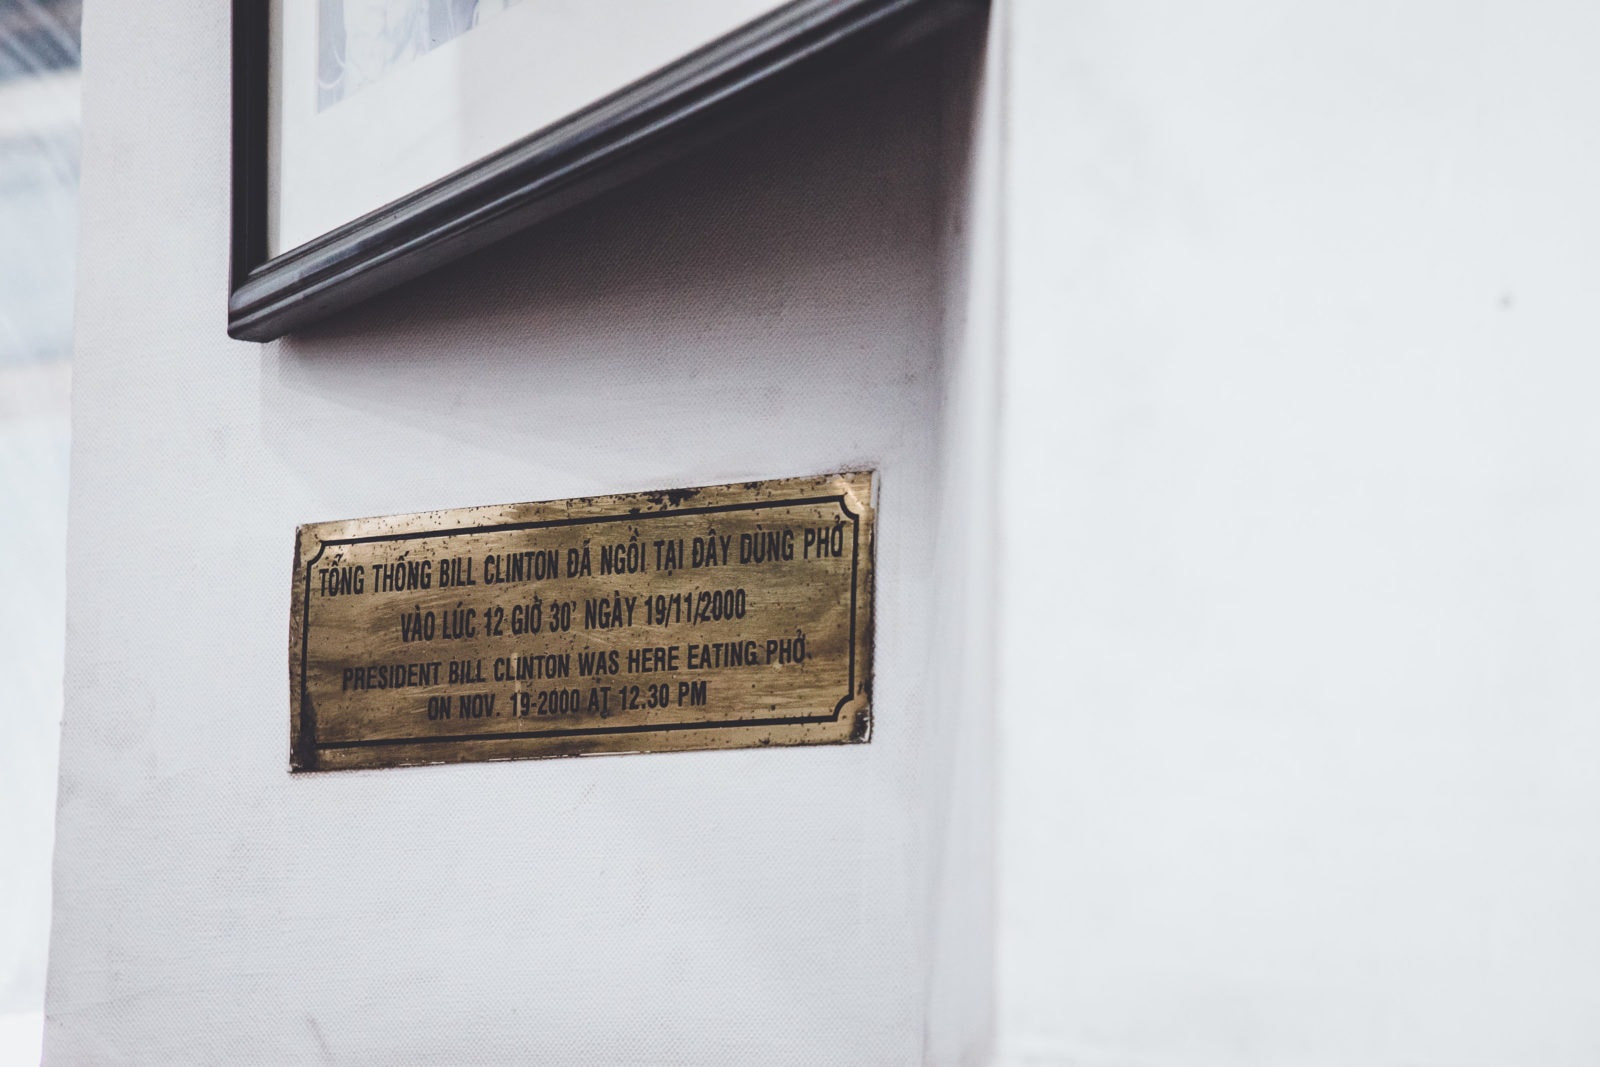 TỔNG THỐNG BILL CLINTON ĐÃ NGỒI TẠI ĐÂY DÙNG PHỞ
VÀO LÚC 12 GIỜ 30' NGÀY 19/11/2000
PRESIDENT BILL CLINTON WAS HERE EATING PHỞ.
ON NOV. 19-2000 AT 12.30 PM